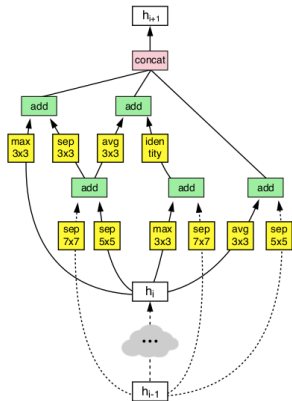 hi+1
concat
add add
max 3x3 sep 3x3 avg 3x3 iden tity
add add add
sep 7x7 sep 5x5 max 3x3 sep 7x7 avg 3x3 sep 5x5
hi
...
hi-1